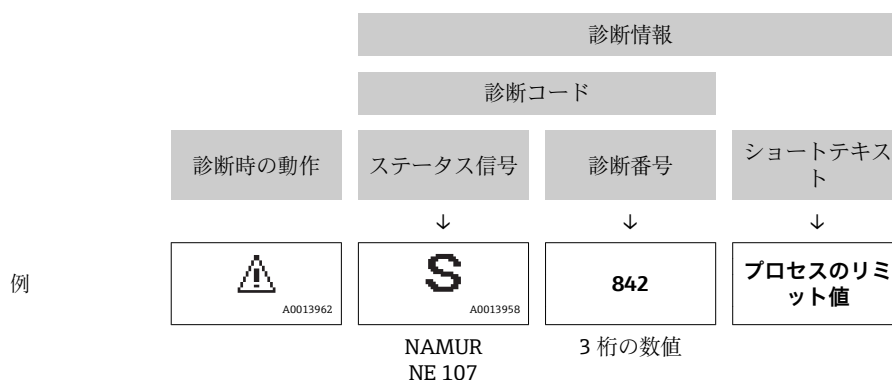 診断情報
診断コード
診断時の動作
ステータス信号
診断番号
ショートテキス
ト
↓
↓
↓
例
A0013962
S
A0013958
842
プロセスのリミ
ット値
NAMUR
NE 107
3 桁の数値